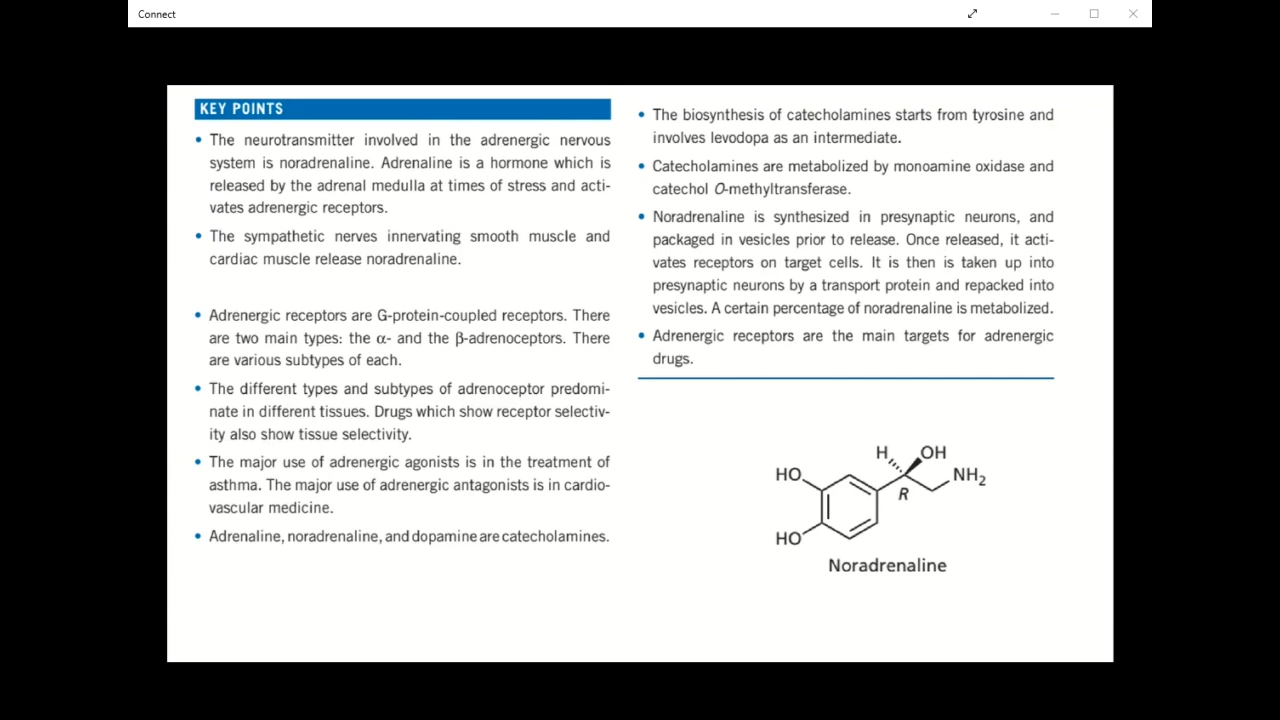 Connect
KEY POINTS
• The neurotransmitter involved in the adrenergic nervous
system is noradrenaline. Adrenaline is a hormone which is
released by the adrenal medulla at times of stress and acti-
vates adrenergic receptors.
• The sympathetic nerves innervating smooth muscle and
cardiac muscle release noradrenaline.
• Adrenergic receptors are G-protein-coupled receptors. There
are two main types: the α- and the β-adrenoceptors. There
are various subtypes of each.
• The different types and subtypes of adrenoceptor predomi-
nate in different tissues. Drugs which show receptor selectiv-
ity also show tissue selectivity.
• The major use of adrenergic agonists is in the treatment of
asthma. The major use of adrenergic antagonists is in cardio-
vascular medicine.
• Adrenaline, noradrenaline, and dopamine are catecholamines.
• The biosynthesis of catecholamines starts from tyrosine and
involves levodopa as an intermediate.
• Catecholamines are metabolized by monoamine oxidase and
catechol O-methyltransferase.
• Noradrenaline is synthesized in presynaptic neurons, and
packaged in vesicles prior to release. Once released, it acti-
vates receptors on target cells. It is then is taken up into
presynaptic neurons by a transport protein and repacked into
vesicles. A certain percentage of noradrenaline is metabolized.
• Adrenergic receptors are the main targets for adrenergic
drugs.
H OH
HO NH2
R
HO
Noradrenaline